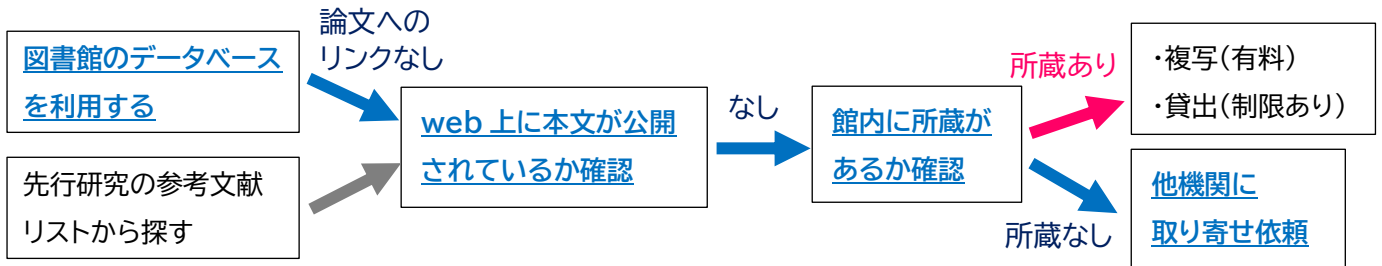 図書館のデータベース
を利用する
論文への
リンクなし
先行研究の参考文献
リストから探す
web 上に本文が公開
されているか確認
なし
館内に所蔵が
あるか確認
所蔵あり
・複写(有料)
・貸出(制限あり)
所蔵なし
他機関に
取り寄せ依頼